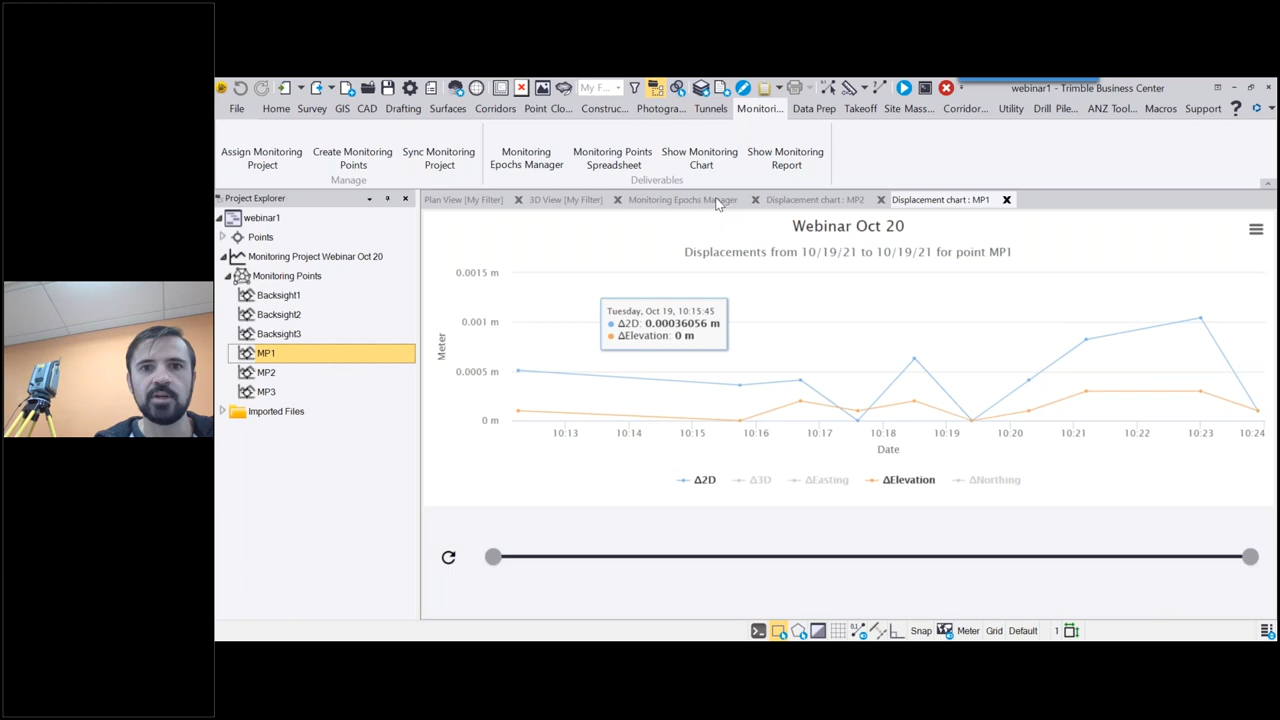 My F...
webinar1 - Trimble Business Center
File Home Survey GIS CAD Drafting Surfaces Corridors Point Clo... Construc... Photogra... Tunnels Monitori... Data Prep Takeoff Site Mass... Corridor... Utility Drill Pile... ANZ Tool... Macros Support
Assign Monitoring Project
Create Monitoring Points
Sync Monitoring Project
Monitoring Epochs Manager
Monitoring Points Spreadsheet
Show Monitoring Chart
Show Monitoring Report
Manage
Deliverables
Project Explorer
Plan View [My Filter]
3D View [My Filter]
Monitoring Epochs Manager
Displacement chart : MP2
Displacement chart : MP1
webinar1
Points
Monitoring Project Webinar Oct 20
Monitoring Points
Backsight1
Backsight2
Backsight3
MP1
MP2
MP3
Imported Files
Webinar Oct 20
Displacements from 10/19/21 to 10/19/21 for point MP1
0.0015 m
0.001 m
0.0005 m
0 m
Meter
Tuesday, Oct 19, 10:15:45
Δ2D: 0.00036056 m
ΔElevation: 0 m
10:13 10:14 10:15 10:16 10:17 10:18 10:19 10:20 10:21 10:22 10:23 10:24
Date
Δ2D Δ3D ΔEasting ΔElevation ΔNorthing
Snap Meter Grid Default 1